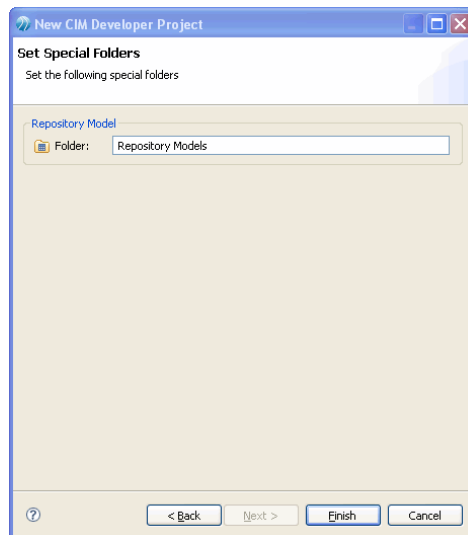 New CIM Developer Project
Set Special Folders
Set the following special folders
Repository Model
Folder: Repository Models
? < Back Next > Finish Cancel